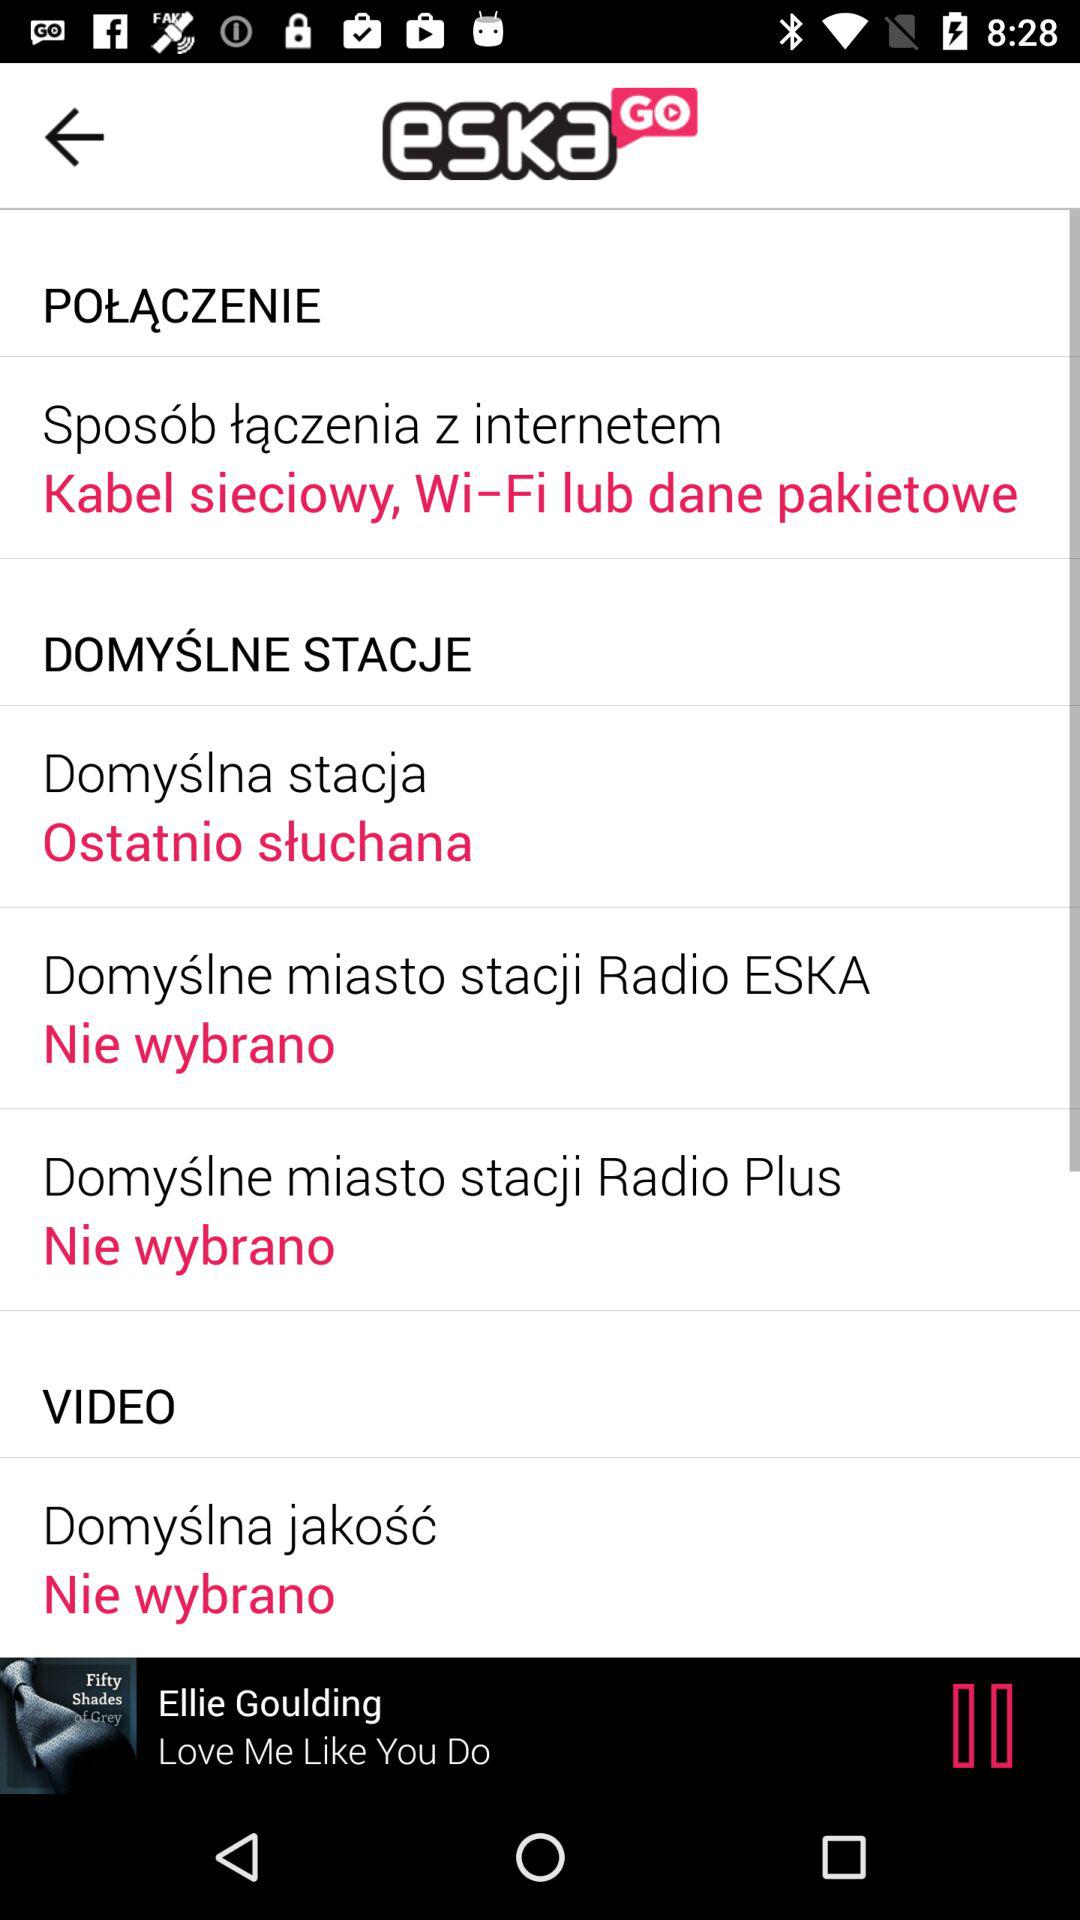 GO FAKE 8:28
eska GO
POŁĄCZENIE
Sposób łączenia z internetem
Kabel sieciowy, Wi-Fi lub dane pakietowe
DOMYŚLNE STACJE
Domyślna stacja
Ostatnio słuchana
Domyślne miasto stacji Radio ESKA
Nie wybrano
Domyślne miasto stacji Radio Plus
Nie wybrano
VIDEO
Domyślna jakość
Nie wybrano
Fifty
Shades
of Grey
Ellie Goulding
Love Me Like You Do